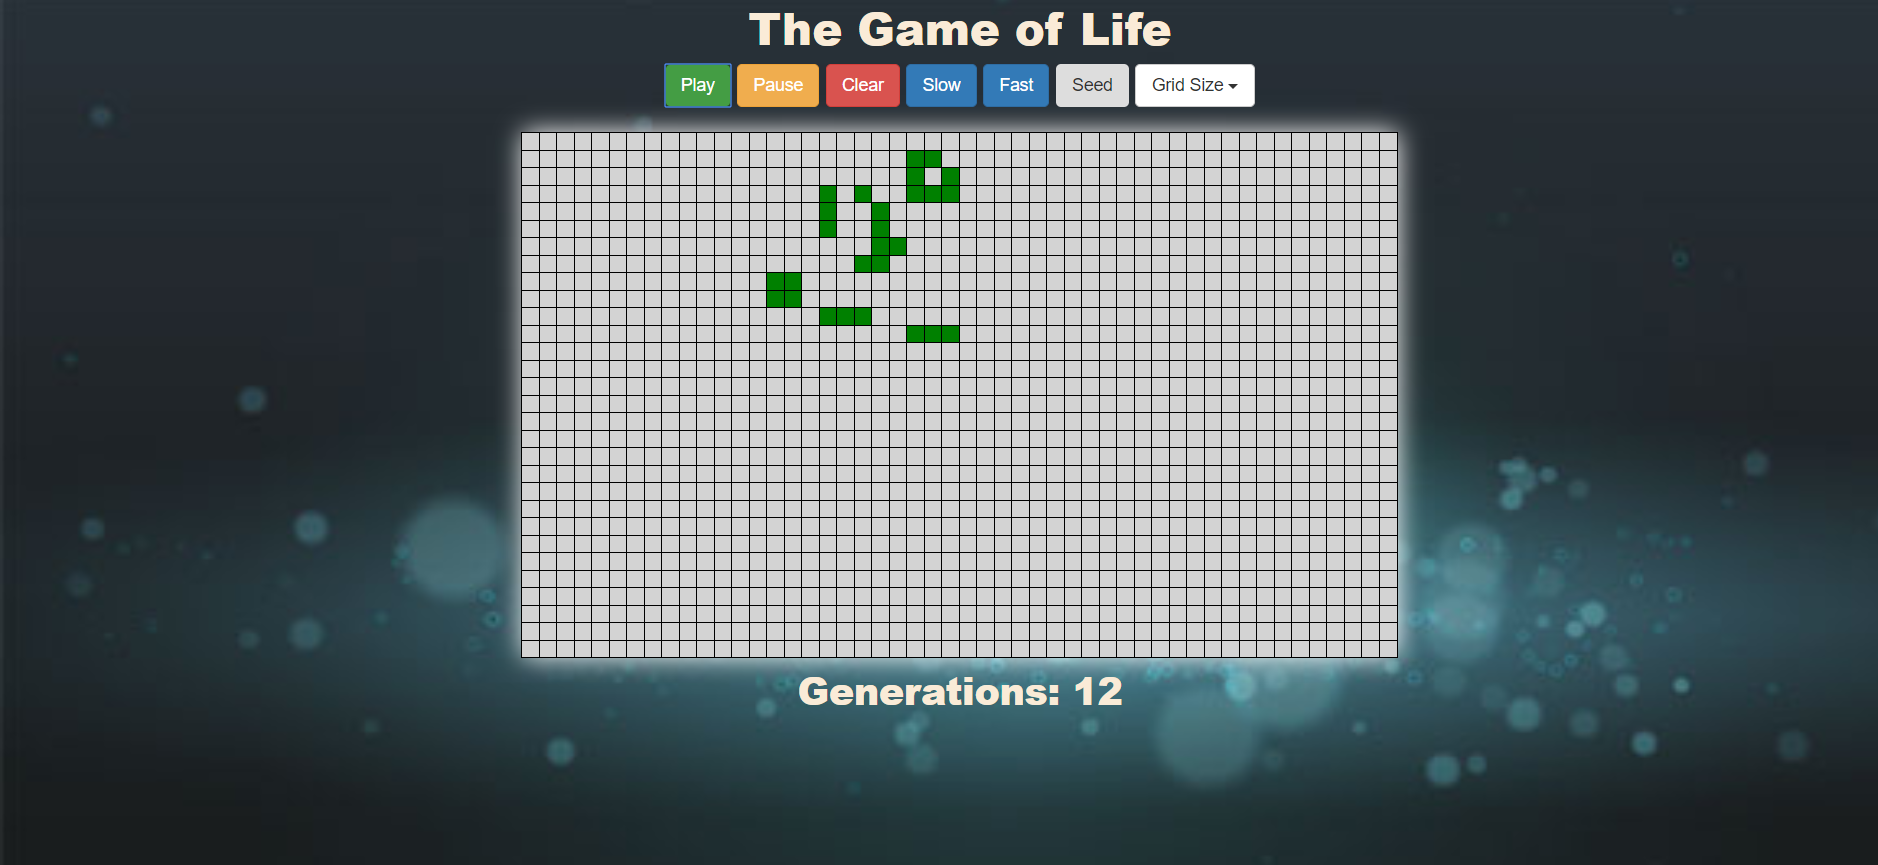 The Game of Life
Play Pause Clear Slow Fast Seed Grid Size
Generations: 12